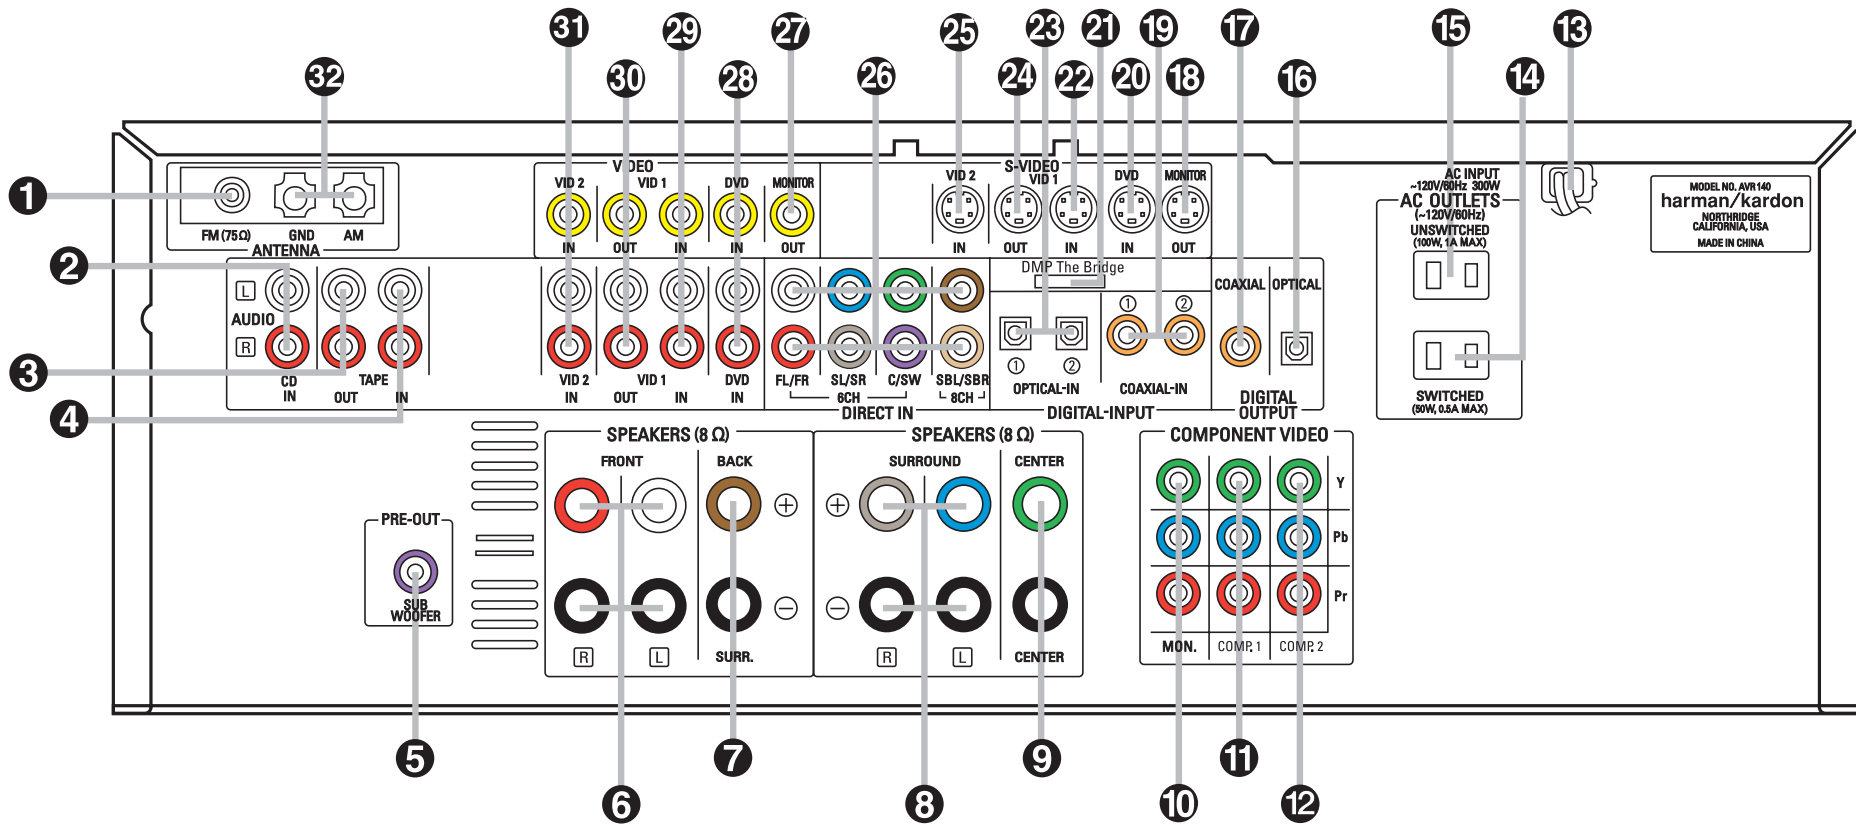 31 29 27 25 23 21 19 17 15 13
32 30 28 26 24 22 20 18 16 14
VIDEO S-VIDEO
VID 2 VID 1 DVD MONITOR VID 2 VID 1 DVD MONITOR
IN OUT IN IN OUT IN OUT IN IN OUT
1
FM (75Ω) GND AM
ANTENNA
AC INPUT
~120V/60Hz 300W
AC OUTLETS
(~120V/60Hz)
UNSWITCHED
(100W, 1A MAX)
MODEL NO. AVR 140
harman/kardon
NORTHRIDGE
CALIFORNIA, USA
MADE IN CHINA
2
L
AUDIO
R
CD
IN
OUT
TAPE
IN
3
4
VID 2
IN
VID 1
OUT IN
DVD
IN
FL/FR SL/SR C/SW SBL/SBR
6CH 8CH
DIRECT IN
DMP The Bridge
1 2
1 2
OPTICAL-IN COAXIAL-IN
DIGITAL-INPUT
COAXIAL OPTICAL
DIGITAL
OUTPUT
SWITCHED
(50W, 0.5A MAX)
PRE-OUT
SUB
WOOFER
SPEAKERS (8 Ω)
FRONT BACK
+
−
R L SURR.
SPEAKERS (8 Ω)
SURROUND CENTER
+
−
R L CENTER
COMPONENT VIDEO
Y
Pb
Pr
MON. COMP. 1 COMP. 2
5 7 9 11
6 8 10 12